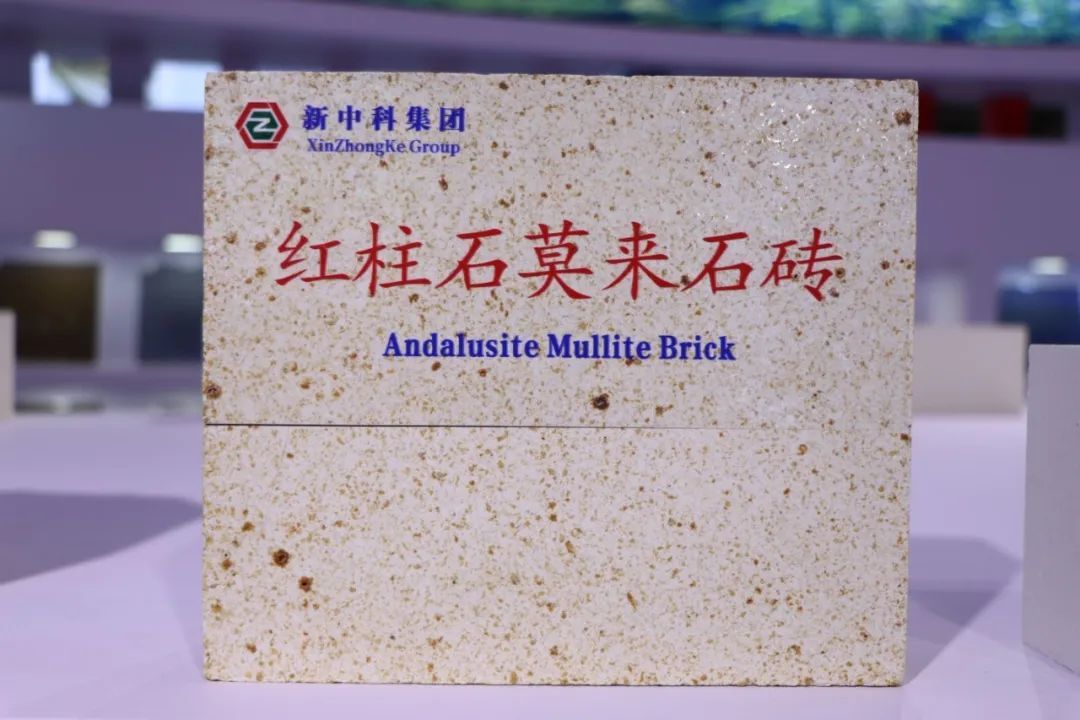 新中科集团
XinZhongKe Group
红柱石莫来石砖
Andalusite Mullite Brick